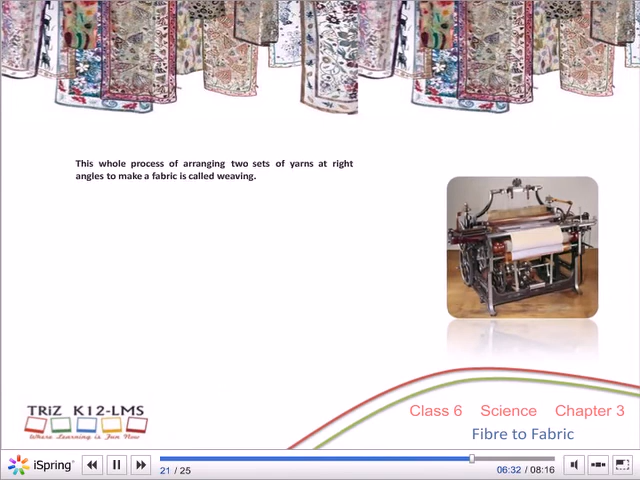 This whole process of arranging two sets of yarns at right
angles to make a fabric is called weaving.
TRiZ K12-LMS
Where Learning is Fun Now
Class 6 Science Chapter 3
Fibre to Fabric
iSpring
21 / 25
06:32 / 08:16